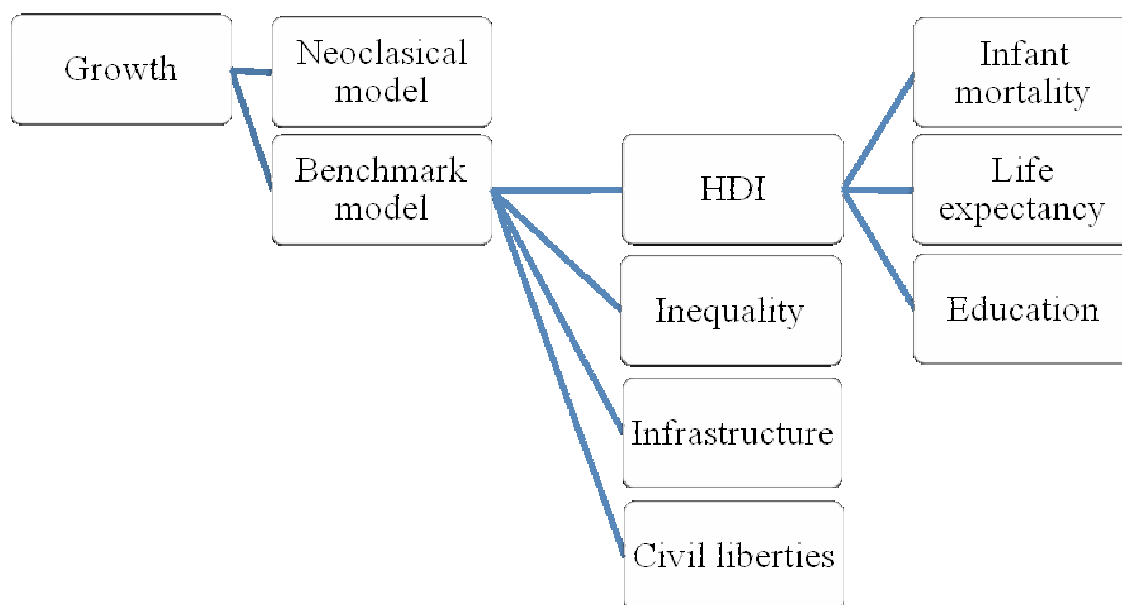 Growth
Neoclasical
model
Benchmark
model
HDI
Inequality
Infrastructure
Civil liberties
Infant
mortality
Life
expectancy
Education